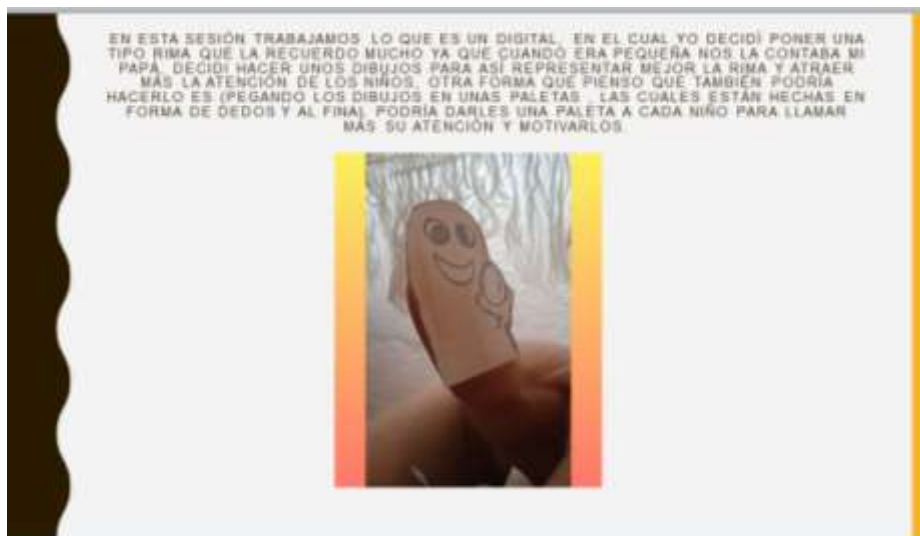 EN ESTA SESIÓN TRABAJAMOS LO QUE ES UN DIGITAL, EN EL CUAL YO DECIDÍ PONER UNA
TIPO RIMA QUE LA RECUERDO MUCHO YA QUE CUANDO ERA PEQUEÑA NOS LA CONTABA MI
PAPÁ, DECIDÍ HACER UNOS DIBUJOS PARA ASÍ REPRESENTAR MEJOR LA RIMA Y ATRAER
MÁS LA ATENCIÓN DE LOS NIÑOS, OTRA FORMA QUE PIENSO QUE TAMBIÉN PODRÍA
HACERLO ES (PEGANDO LOS DIBUJOS EN UNAS PALETAS , LAS CUALES ESTÁN HECHAS EN
FORMA DE DEDOS Y AL FINAL PODRÍA DARLES UNA PALETA A CADA NIÑO PARA LLAMAR
MÁS SU ATENCIÓN Y MOTIVARLOS.